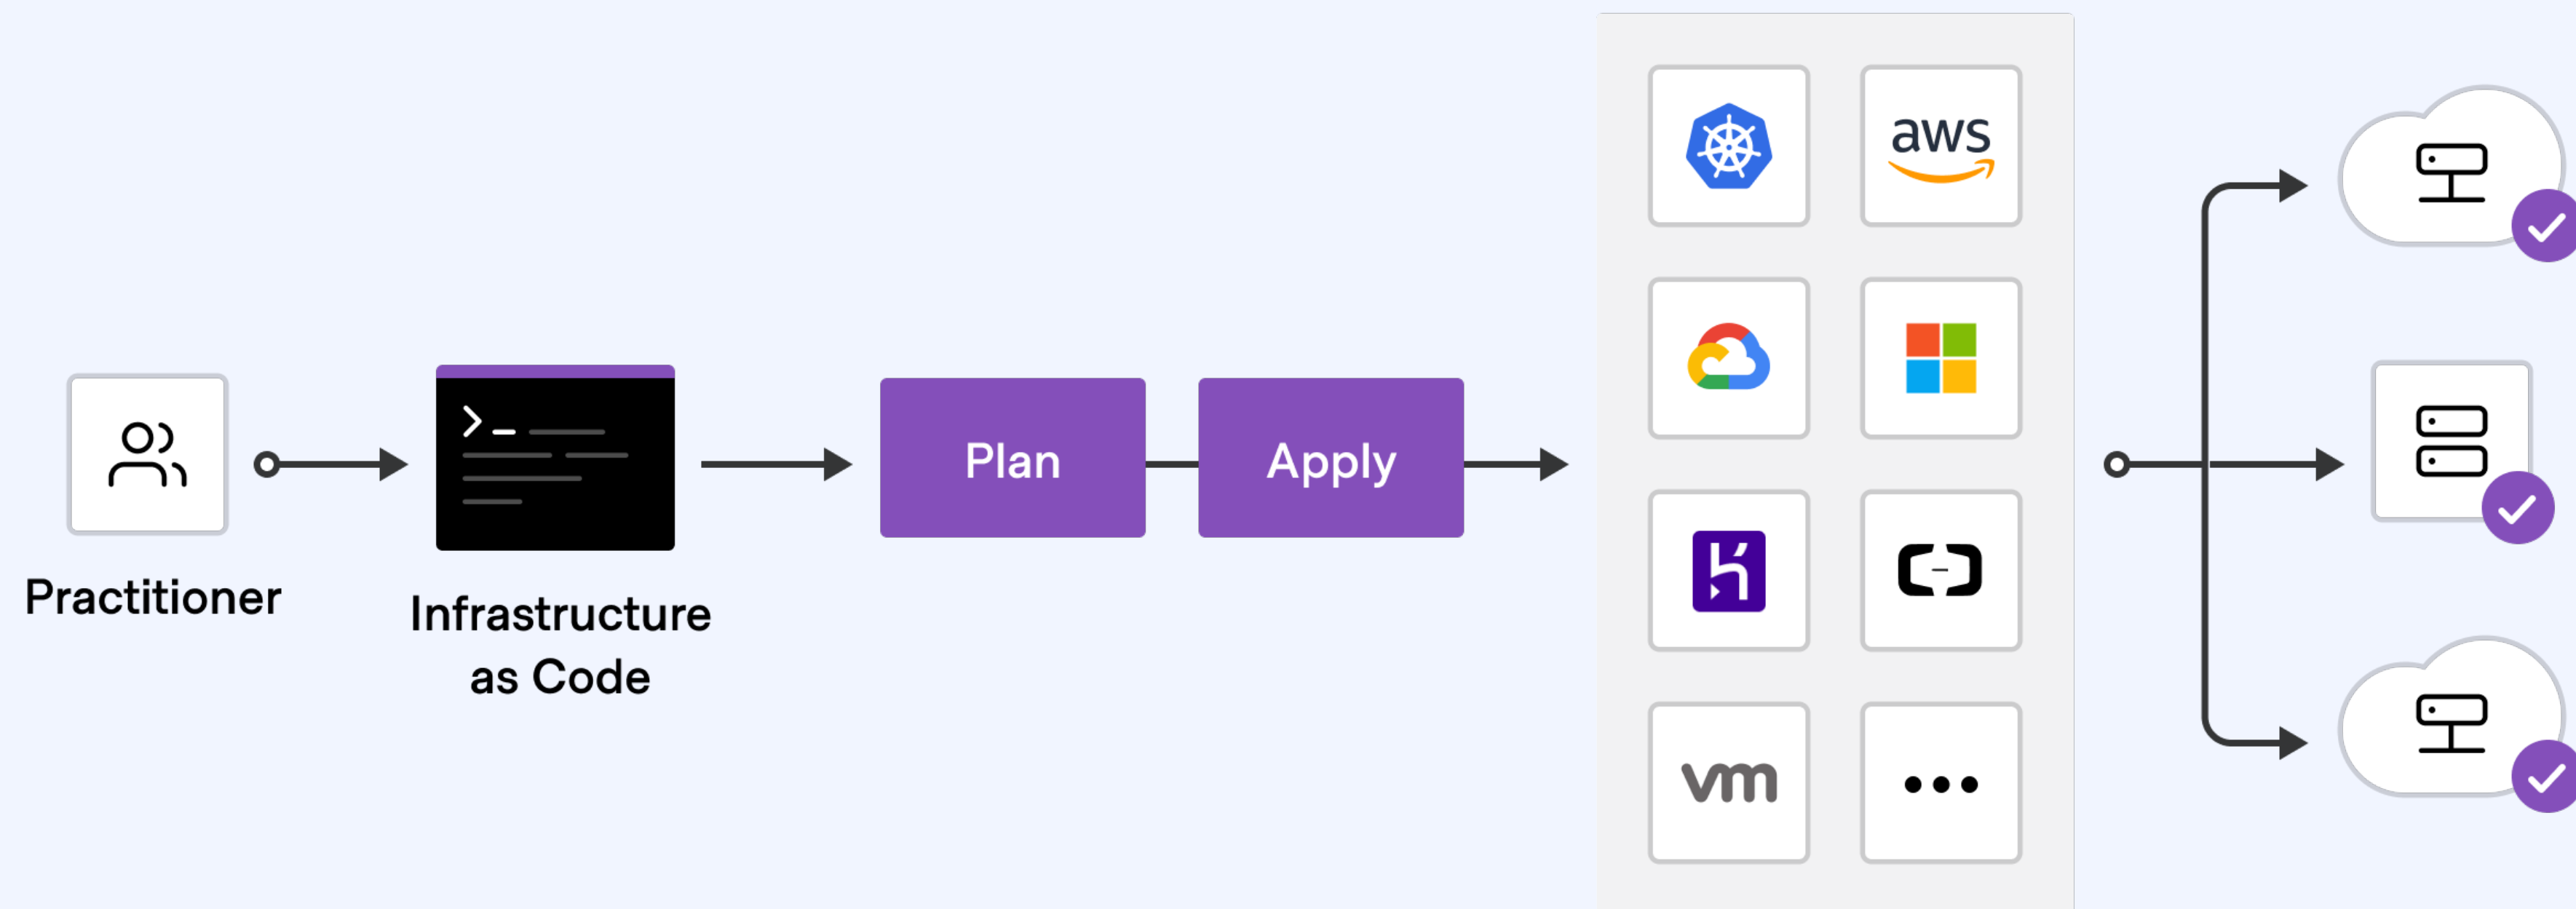 Practitioner
Infrastructure
as Code
Plan
Apply
aws
vm